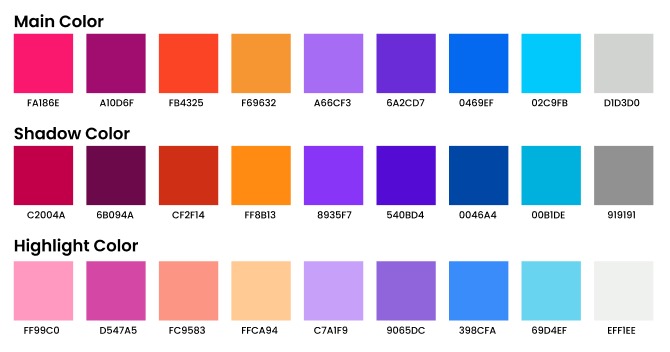 Main Color
FA186E A10D6F FB4325 F69632 A66CF3 6A2CD7 0469EF 02C9FB D1D3D0
Shadow Color
C2004A 6B094A CF2F14 FF8B13 8935F7 540BD4 0046A4 00B1DE 919191
Highlight Color
FF99C0 D547A5 FC9583 FFCA94 C7A1F9 9065DC 398CFA 69D4EF EFF1EE